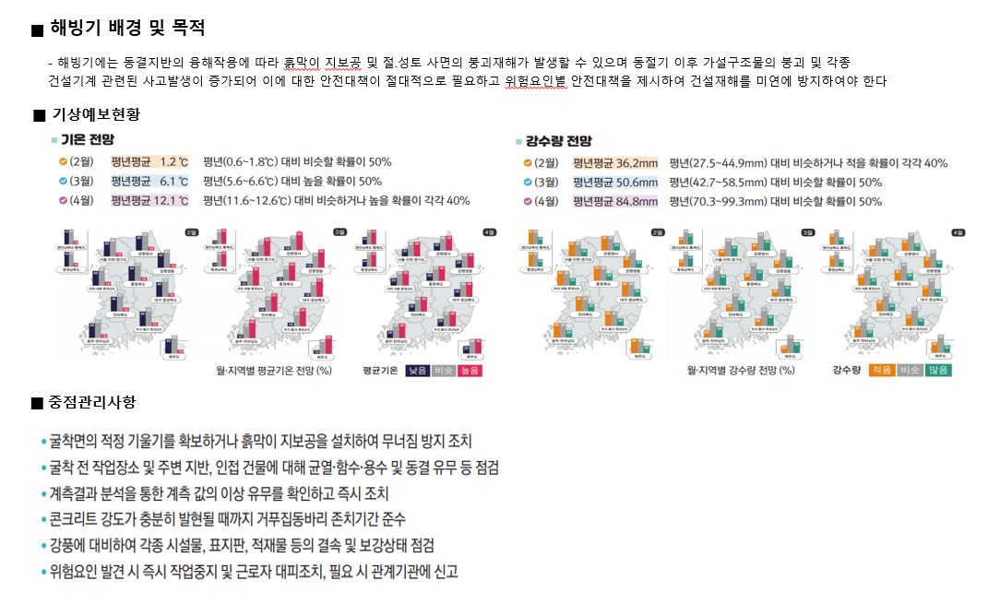 ■ 해빙기 배경 및 목적
- 해빙기에는 동결지반의 융해작용에 따라 흙막이 지보공 및 절.성토 사면의 붕괴재해가 발생할 수 있으며 동절기 이후 가설구조물의 붕괴 및 각종
건설기계 관련된 사고발생이 증가되어 이에 대한 안전대책이 절대적으로 필요하고 위험요인별 안전대책을 제시하여 건설재해를 미연에 방지하여야 한다
■ 기상예보현황
기온 전망
(2월) 평년평균 1.2 ℃ 평년(0.6~1.8℃) 대비 비슷할 확률이 50%
(3월) 평년평균 6.1 ℃ 평년(5.6~6.6℃) 대비 높을 확률이 50%
(4월) 평년평균 12.1 ℃ 평년(11.6~12.6℃) 대비 비슷하거나 높을 확률이 각각 40%
강수량 전망
(2월) 평년평균 36.2mm 평년(27.5~44.9mm) 대비 비슷하거나 적을 확률이 각각 40%
(3월) 평년평균 50.6mm 평년(42.7~58.5mm) 대비 비슷할 확률이 50%
(4월) 평년평균 84.8mm 평년(70.3~99.3mm) 대비 비슷할 확률이 50%
2월
3월
4월
2월
3월
4월
월·지역별 평균기온 전망 (%)
평균기온 낮음 비슷 높음
월·지역별 강수량 전망 (%)
강수량 적음 비슷 많음
■ 중점관리사항
• 굴착면의 적정 기울기를 확보하거나 흙막이 지보공을 설치하여 무너짐 방지 조치
• 굴착 전 작업장소 및 주변 지반, 인접 건물에 대해 균열·함수·용수 및 동결 유무 등 점검
• 계측결과 분석을 통한 계측 값의 이상 유무를 확인하고 즉시 조치
• 콘크리트 강도가 충분히 발현될 때까지 거푸집동바리 존치기간 준수
• 강풍에 대비하여 각종 시설물, 표지판, 적재물 등의 결속 및 보강상태 점검
• 위험요인 발견 시 즉시 작업중지 및 근로자 대피조치, 필요 시 관계기관에 신고